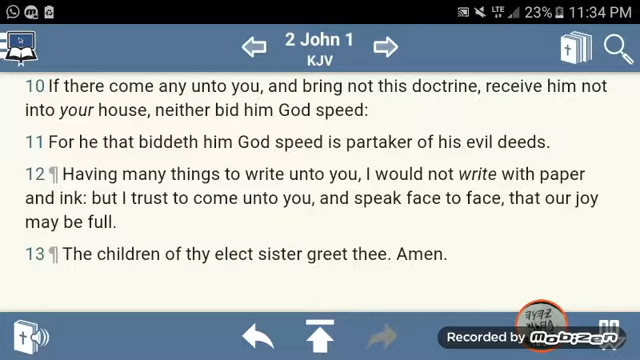 LTE 23% 11:34 PM
2 John 1
KJV
10 If there come any unto you, and bring not this doctrine, receive him not
into your house, neither bid him God speed:
11 For he that biddeth him God speed is partaker of his evil deeds.
12 ¶ Having many things to write unto you, I would not write with paper
and ink: but I trust to come unto you, and speak face to face, that our joy
may be full.
13 ¶ The children of thy elect sister greet thee. Amen.
Recorded by MOBIZEN